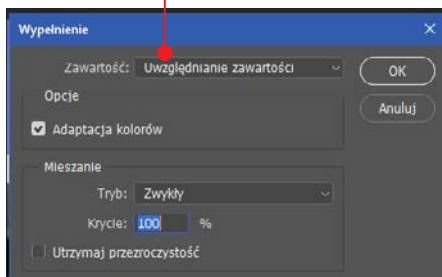 Wypełnienie
Zawartość: Uwzględnianie zawartości
OK
Opcje
Anuluj
Adaptacja kolorów
Mieszanie
Tryb: Zwykły
Krycie: 100 %
Utrzymaj przezroczystość